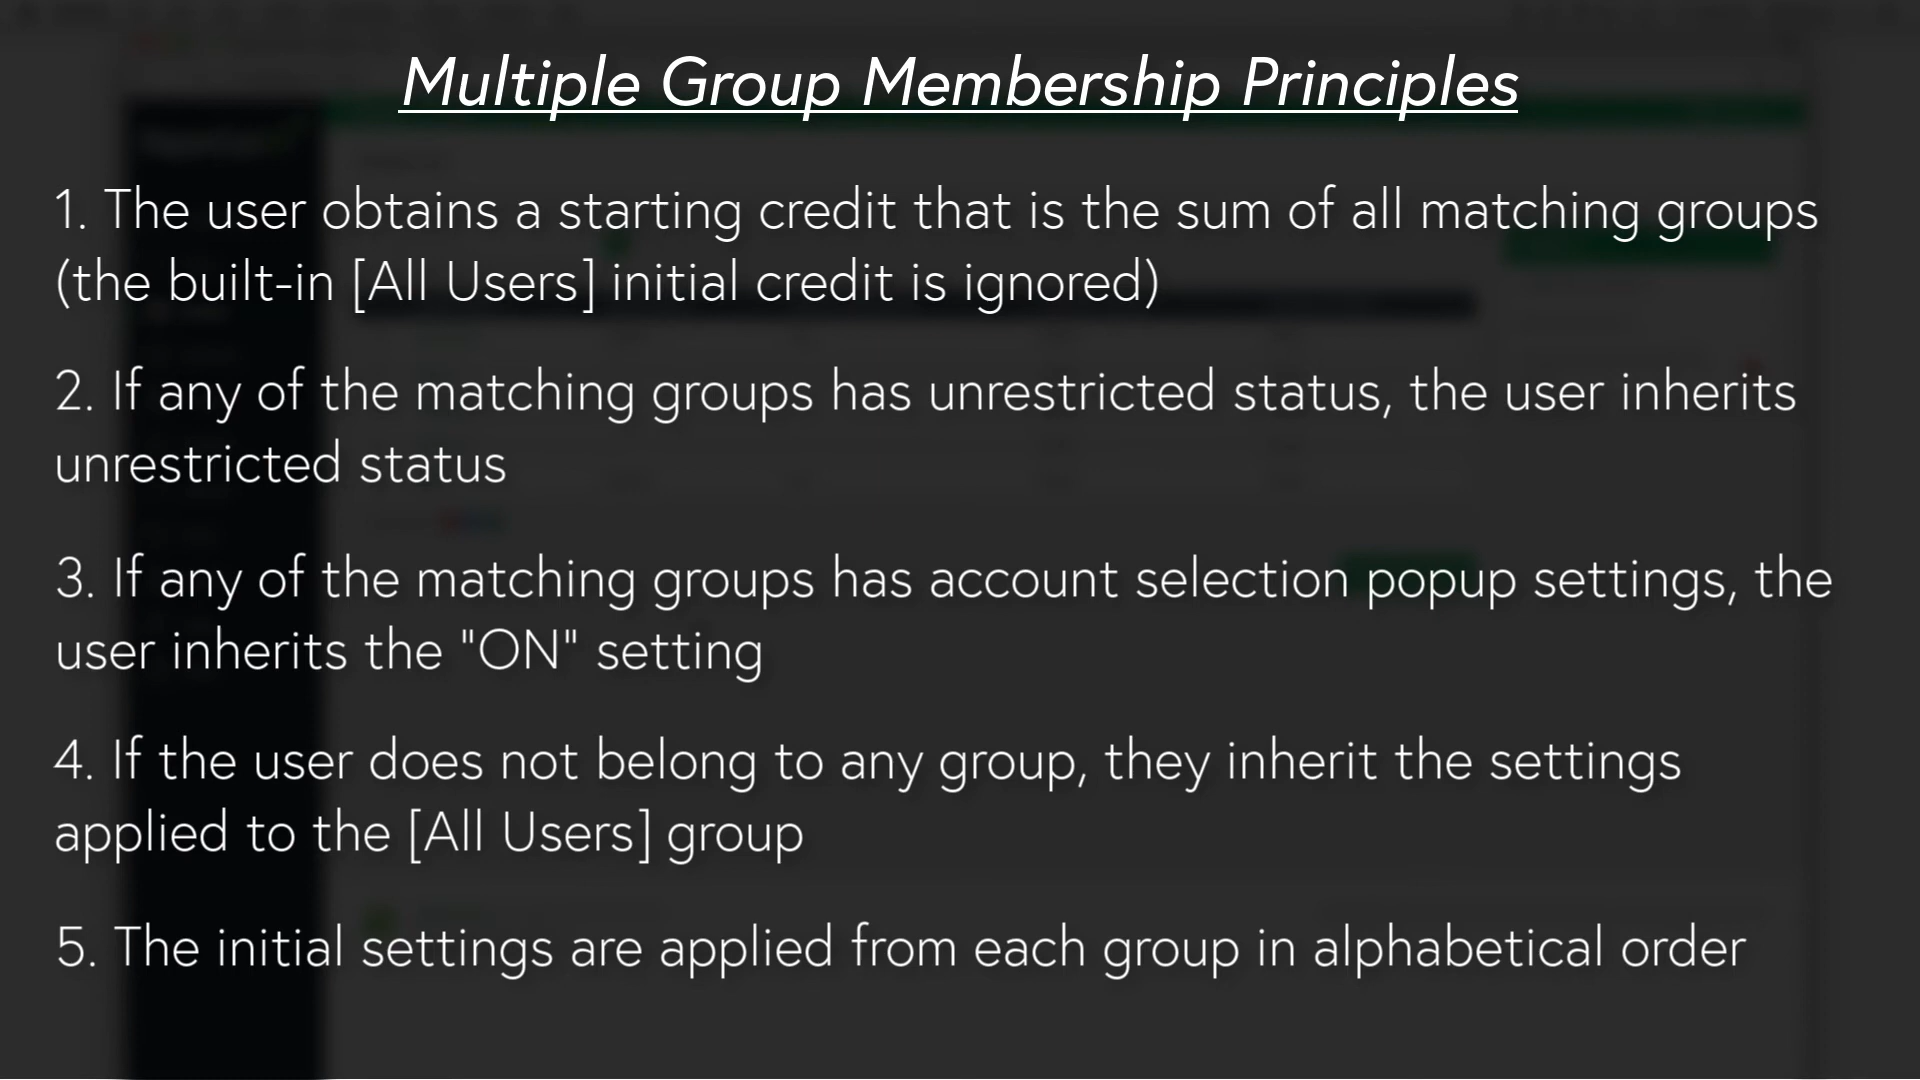 Multiple Group Membership Principles
1. The user obtains a starting credit that is the sum of all matching groups
(the built-in [All Users] initial credit is ignored)
2. If any of the matching groups has unrestricted status, the user inherits
unrestricted status
3. If any of the matching groups has account selection popup settings, the
user inherits the "ON" setting
4. If the user does not belong to any group, they inherit the settings
applied to the [All Users] group
5. The initial settings are applied from each group in alphabetical order